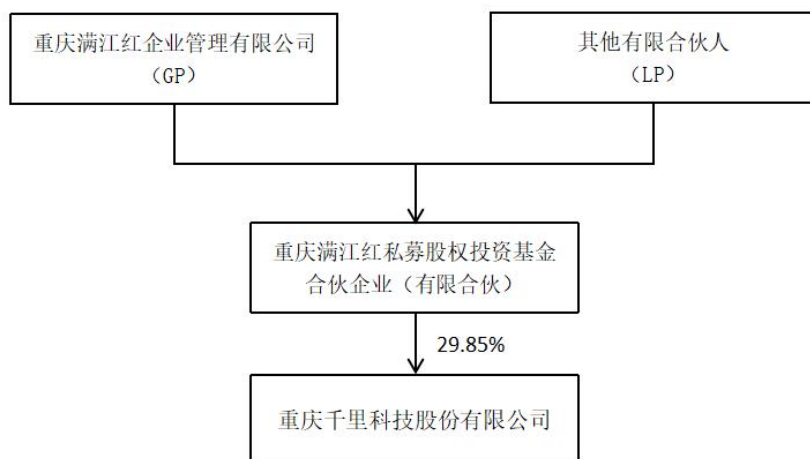 重庆满江红企业管理有限公司
（GP）
其他有限合伙人
（LP）
重庆满江红私募股权投资基金
合伙企业（有限合伙）
29.85%
重庆千里科技股份有限公司